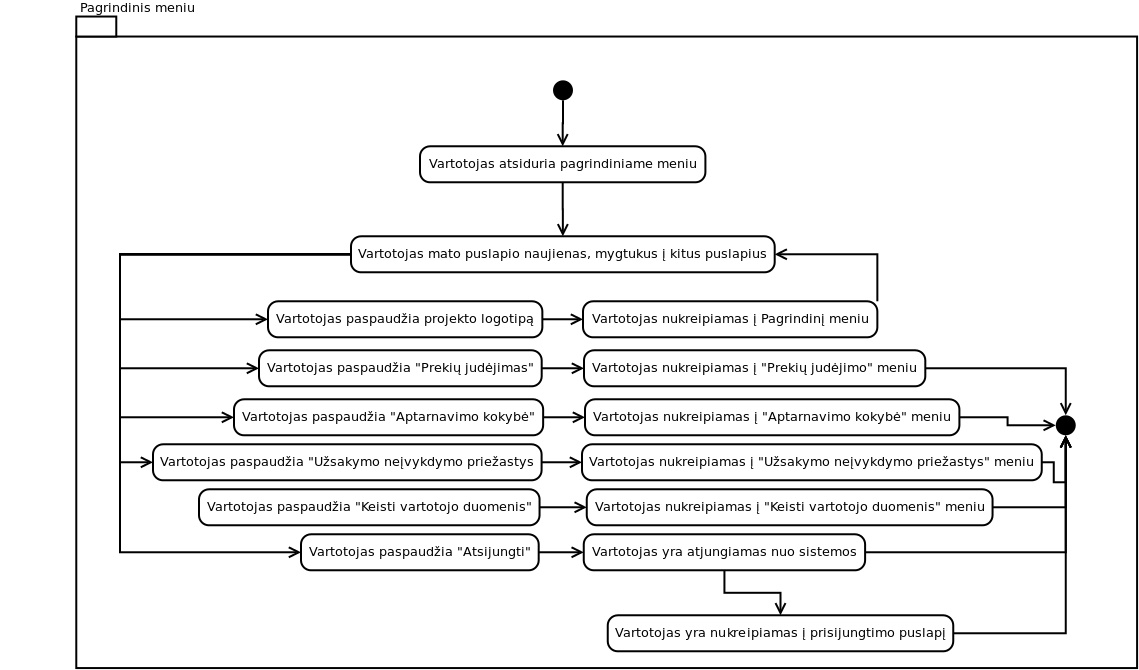 Pagrindinis meniu
Vartotojas atsiduria pagrindiniame meniu
Vartotojas mato puslapio naujienas, mygtukus į kitus puslapius
Vartotojas paspaudžia projekto logotipą
Vartotojas nukreipiamas į Pagrindinį meniu
Vartotojas paspaudžia "Prekių judėjimas"
Vartotojas nukreipiamas į "Prekių judėjimo" meniu
Vartotojas paspaudžia "Aptarnavimo kokybė"
Vartotojas nukreipiamas į "Aptarnavimo kokybė" meniu
Vartotojas paspaudžia "Užsakymo neįvykdymo priežastys
Vartotojas nukreipiamas į "Užsakymo neįvykdymo priežastys" meniu
Vartotojas paspaudžia "Keisti vartotojo duomenis"
Vartotojas nukreipiamas į "Keisti vartotojo duomenis" meniu
Vartotojas paspaudžia "Atsijungti"
Vartotojas yra atjungiamas nuo sistemos
Vartotojas yra nukreipiamas į prisijungtimo puslapį